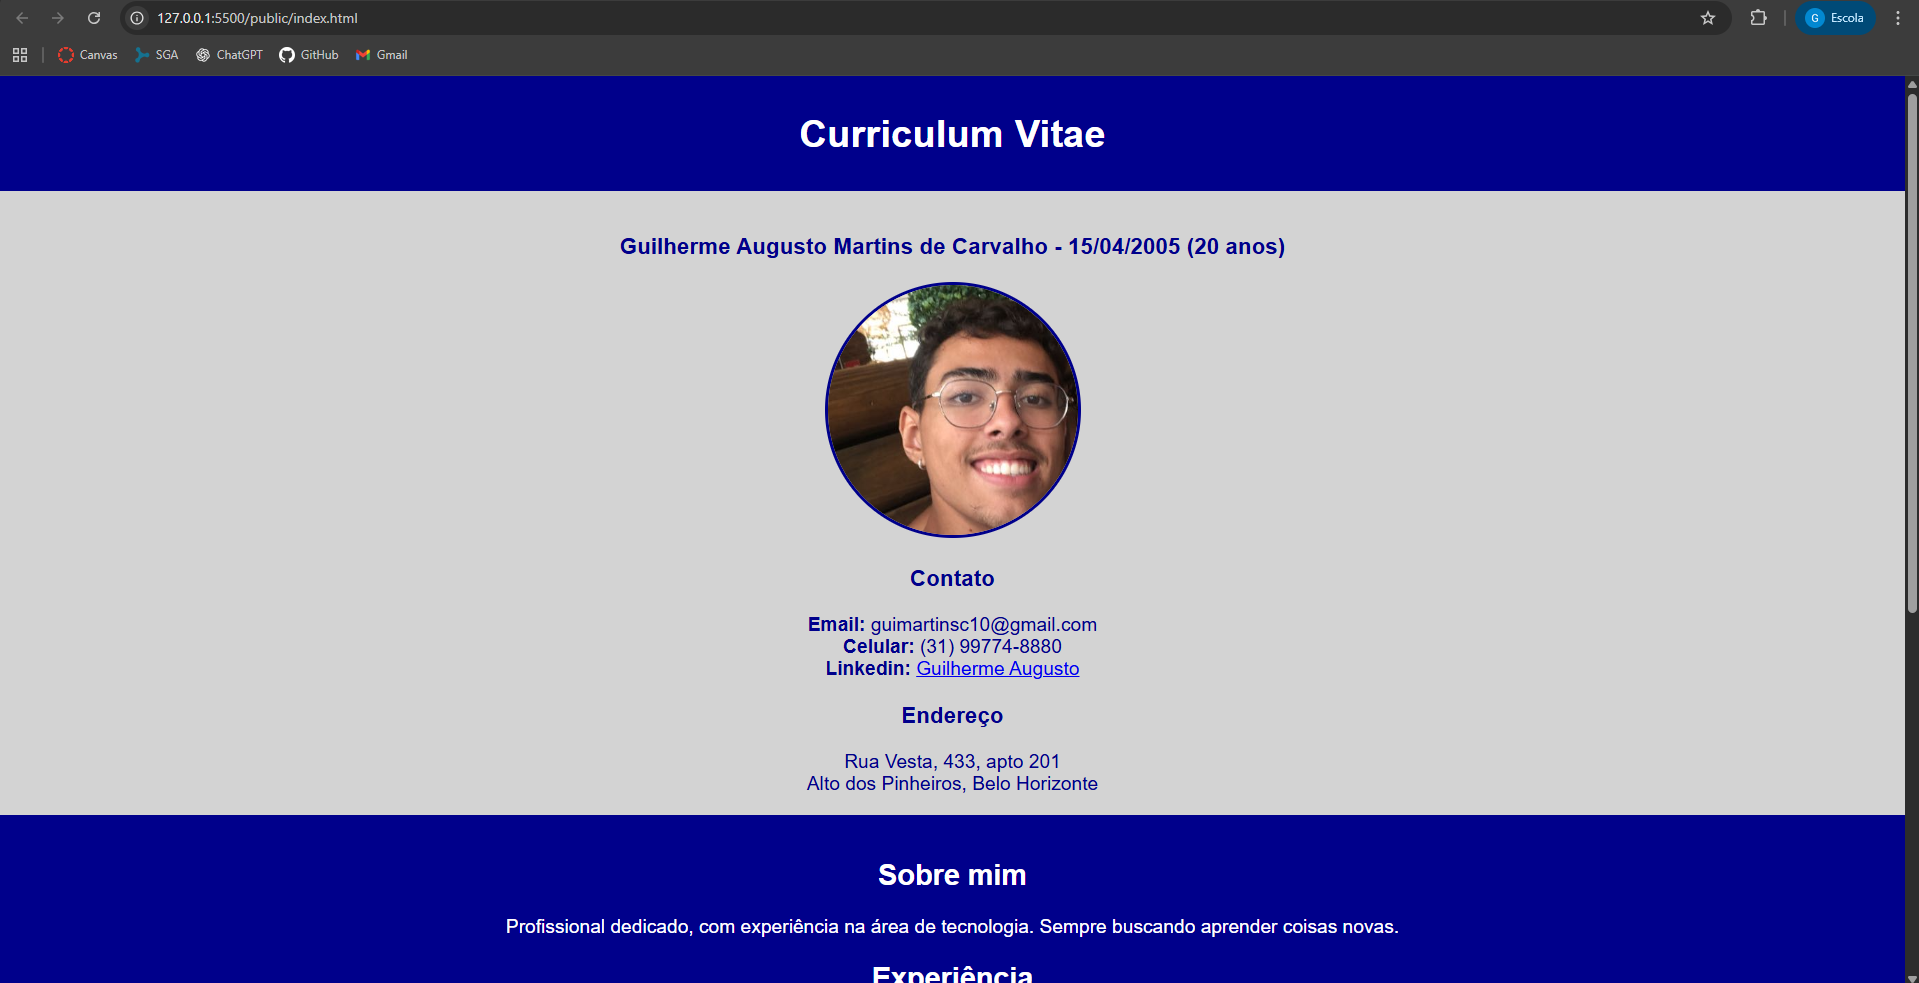 127.0.0.1:5500/public/index.html
G Escola
Canvas SGA ChatGPT GitHub Gmail
Curriculum Vitae
Guilherme Augusto Martins de Carvalho - 15/04/2005 (20 anos)
Contato
Email: guimartinsc10@gmail.com
Celular: (31) 99774-8880
Linkedin: Guilherme Augusto
Endereço
Rua Vesta, 433, apto 201
Alto dos Pinheiros, Belo Horizonte
Sobre mim
Profissional dedicado, com experiência na área de tecnologia. Sempre buscando aprender coisas novas.
Experiência